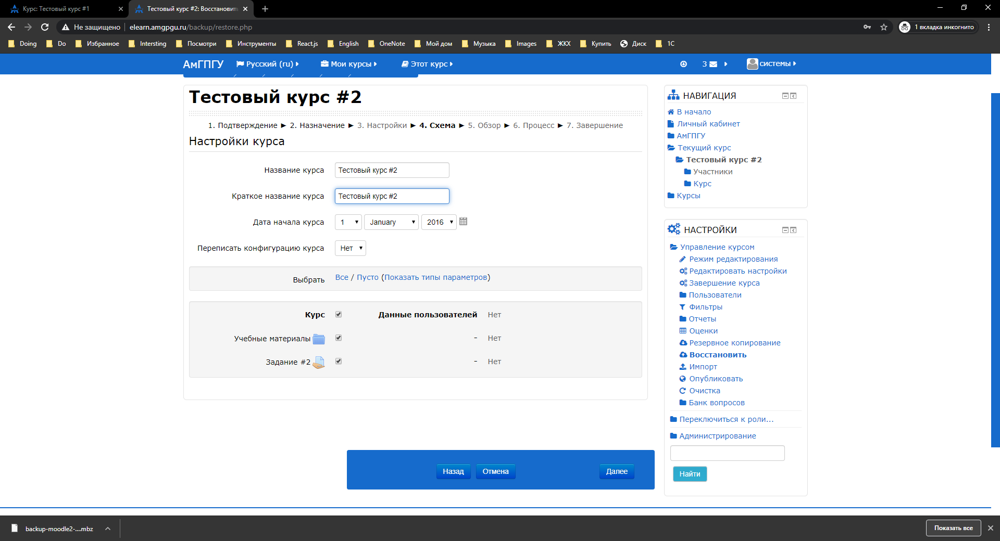 Курс: Тестовый курс #1
Тестовый курс #2: Восстановить
Не защищено elearn.amgpgu.ru/backup/restore.php 1 вкладка инкогнито
Doing Do Избранное Intersting Посмотри Инструменты React.js English OneNote Мой дом Музыка Images ЖКХ Купить Диск 1С
АмГПГУ Русский (ru) Мои курсы Этот курс 3 системы
Тестовый курс #2
1. Подтверждение ► 2. Назначение ► 3. Настройки ► 4. Схема ► 5. Обзор ► 6. Процесс ► 7. Завершение
Настройки курса
Название курса Тестовый курс #2
Краткое название курса Тестовый курс #2
Дата начала курса 1 January 2016
Переписать конфигурацию курса Нет
Выбрать Все / Пусто (Показать типы параметров)
Курс Данные пользователей Нет
Учебные материалы - Нет
Задание #2 - Нет
Назад Отмена Далее
НАВИГАЦИЯ
В начало
Личный кабинет
АмГПГУ
Текущий курс
Тестовый курс #2
Участники
Курс
Курсы
НАСТРОЙКИ
Управление курсом
Режим редактирования
Редактировать настройки
Завершение курса
Пользователи
Фильтры
Отчеты
Оценки
Резервное копирование
Восстановить
Импорт
Опубликовать
Очистка
Банк вопросов
Переключиться к роли...
Администрирование
Найти
backup-moodle2-....mbz Показать все